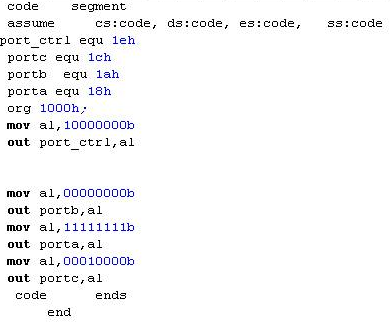 code segment
assume cs:code, ds:code, es:code, ss:code
port_ctrl equ 1eh
portc equ 1ch
portb equ 1ah
porta equ 18h
org 1000h;
mov al,10000000b
out port_ctrl,al
mov al,00000000b
out portb,al
mov al,11111111b
out porta,al
mov al,00010000b
out portc,al
code ends
end